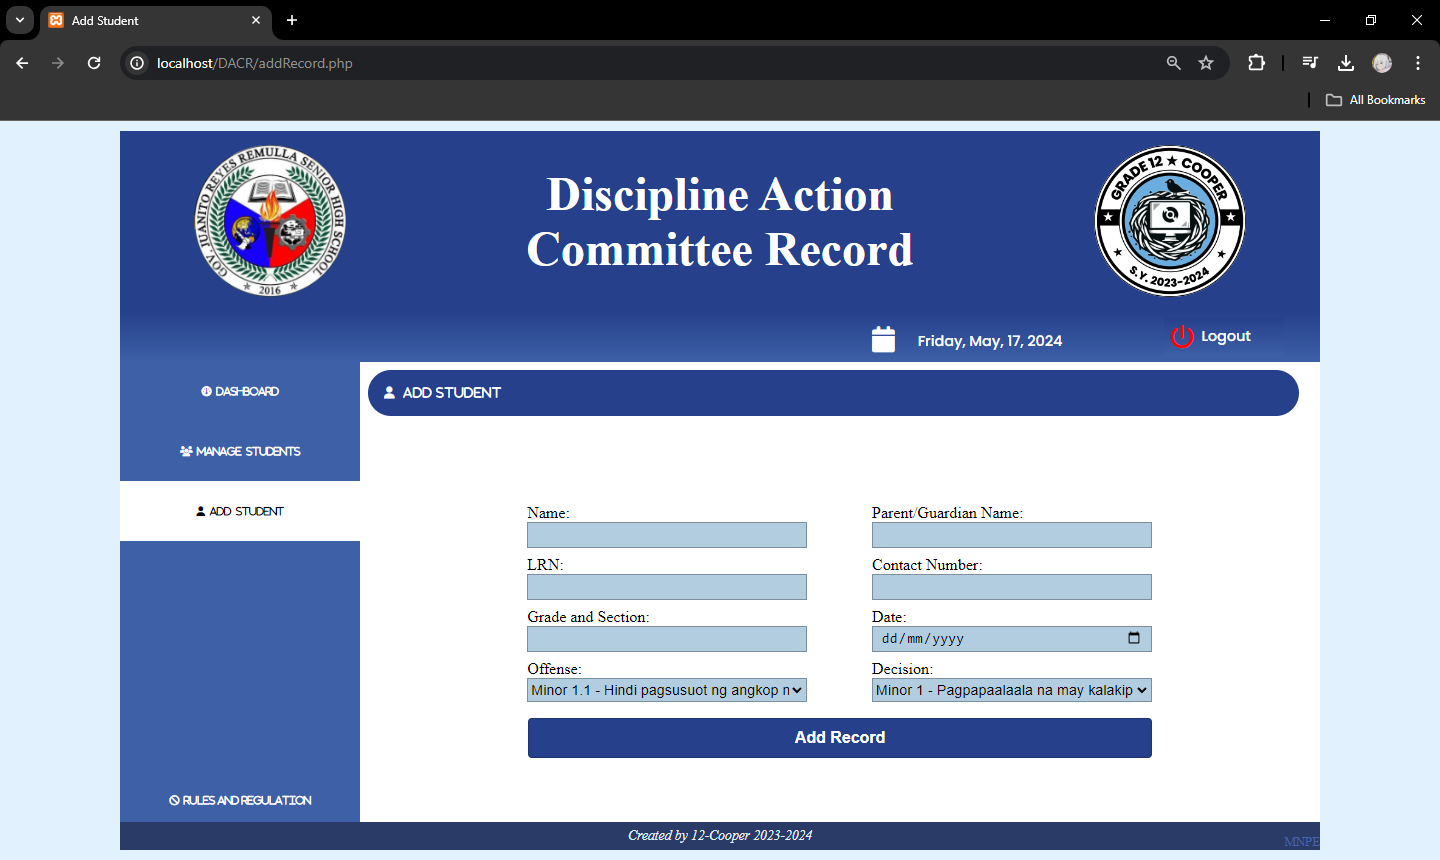 Add Student
localhost/DACR/addRecord.php
All Bookmarks
GOV. JUANITO REYES REMULLA SENIOR HIGH SCHOOL
2016
Discipline Action
Committee Record
GRADE 12 ★ COOPER
S.Y. 2023-2024
Friday, May, 17, 2024
Logout
DASHBOARD
MANAGE STUDENTS
ADD STUDENT
RULES AND REGULATION
ADD STUDENT
Name:
Parent/Guardian Name:
LRN:
Contact Number:
Grade and Section:
Date:
dd/mm/yyyy
Offense:
Decision:
Minor 1.1 - Hindi pagsusuot ng angkop n
Minor 1 - Pagpapaalaala na may kalakip
Add Record
Created by 12-Cooper 2023-2024
MNPE